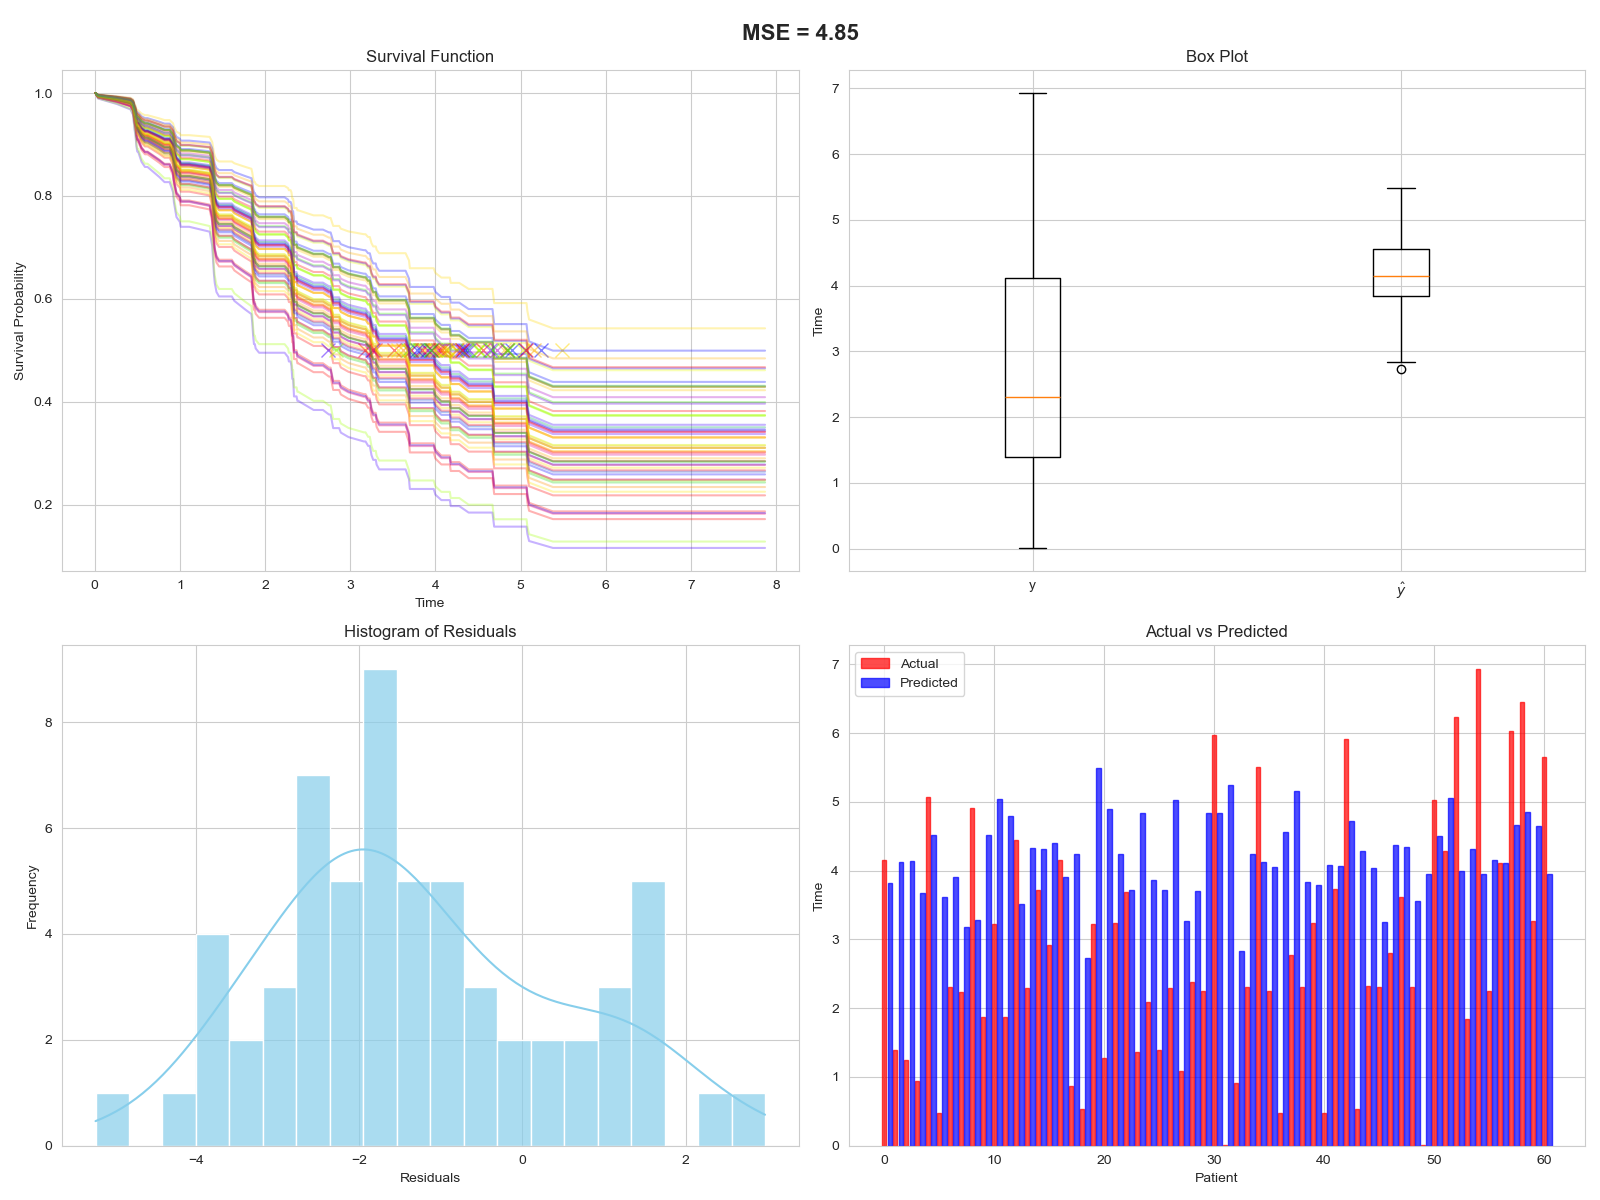 MSE = 4.85
Survival Function
Survival Probability
1.0
0.8
0.6
0.4
0.2
0 1 2 3 4 5 6 7 8
Time
Box Plot
Time
7
6
5
4
3
2
1
0
y ŷ
Histogram of Residuals
Frequency
8
6
4
2
0
−4 −2 0 2
Residuals
Actual vs Predicted
Actual
Predicted
Time
7
6
5
4
3
2
1
0
0 10 20 30 40 50 60
Patient